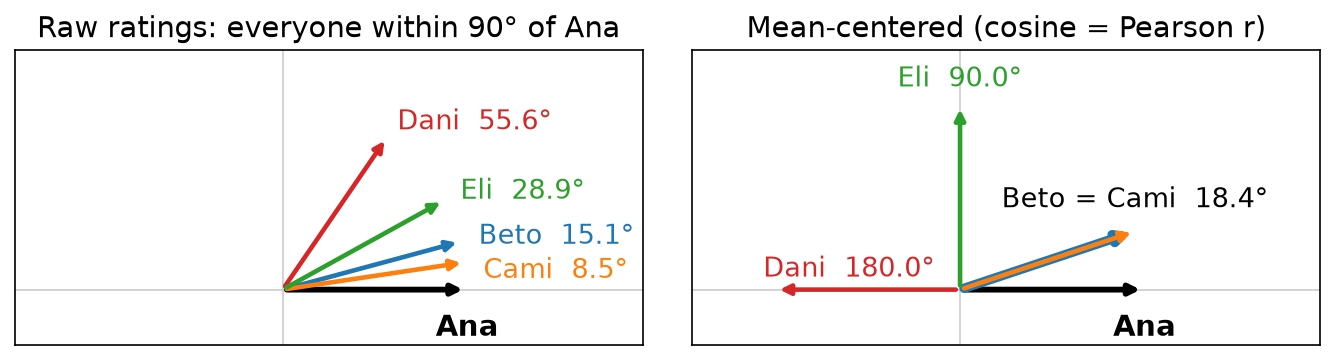 Raw ratings: everyone within 90° of Ana
Dani 55.6°
Eli 28.9°
Beto 15.1°
Cami 8.5°
Ana
Mean-centered (cosine = Pearson r)
Eli 90.0°
Beto = Cami 18.4°
Dani 180.0°
Ana